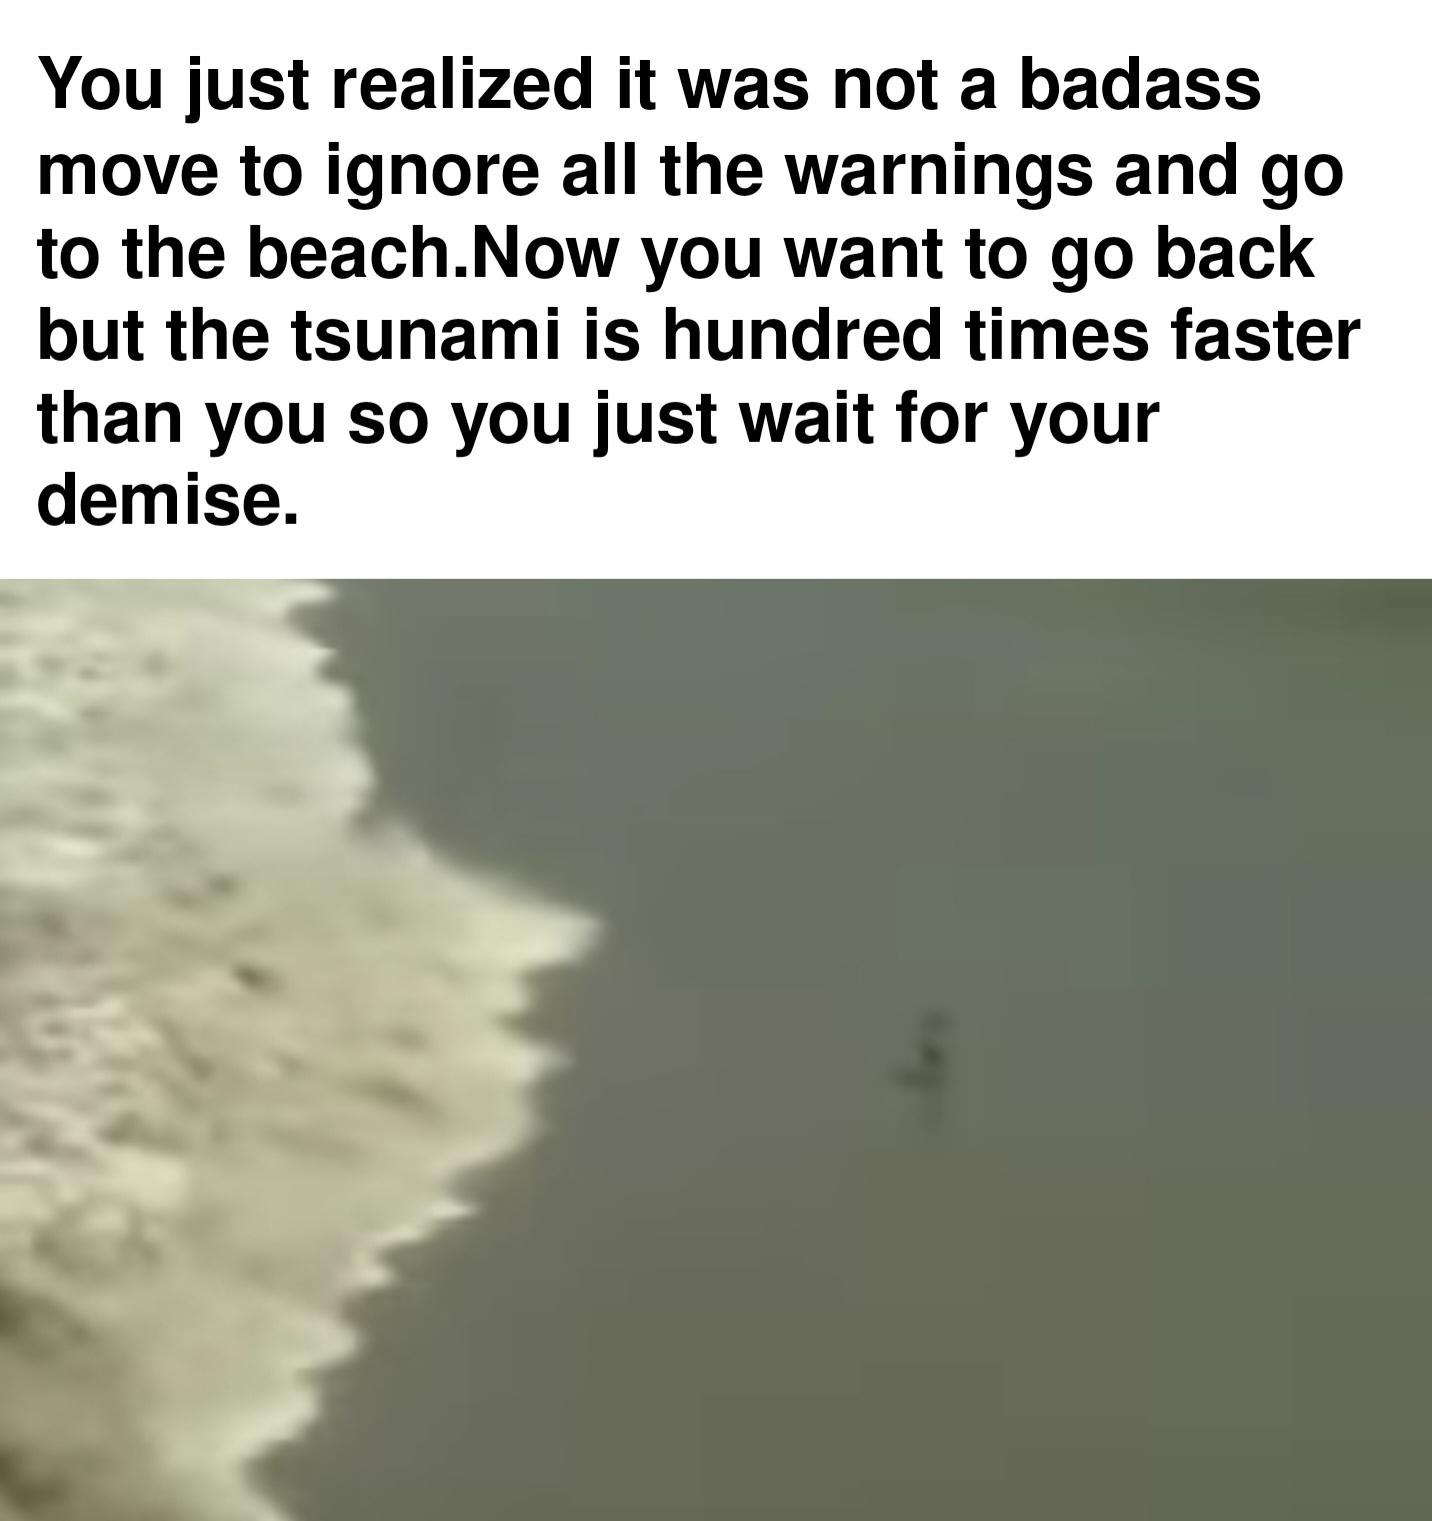 You just realized it was not a badass
move to ignore all the warnings and go
to the beach.Now you want to go back
but the tsunami is hundred times faster
than you so you just wait for your
demise.